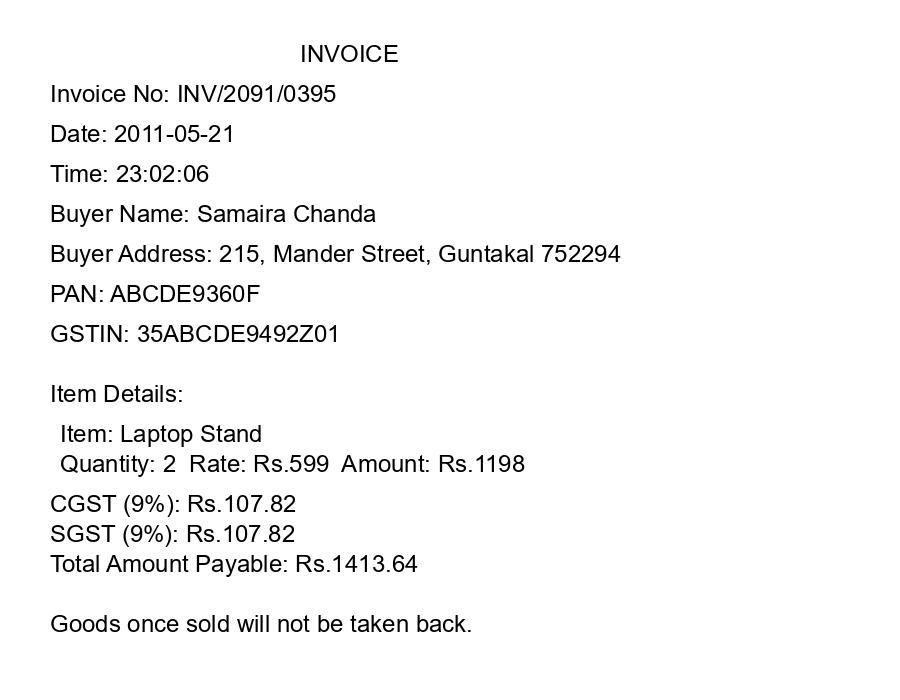 INVOICE
Invoice No: INV/2091/0395
Date: 2011-05-21
Time: 23:02:06
Buyer Name: Samaira Chanda
Buyer Address: 215, Mander Street, Guntakal 752294
PAN: ABCDE9360F
GSTIN: 35ABCDE9492Z01
Item Details:
Item: Laptop Stand
Quantity: 2  Rate: Rs.599  Amount: Rs.1198
CGST (9%): Rs.107.82
SGST (9%): Rs.107.82
Total Amount Payable: Rs.1413.64
Goods once sold will not be taken back.